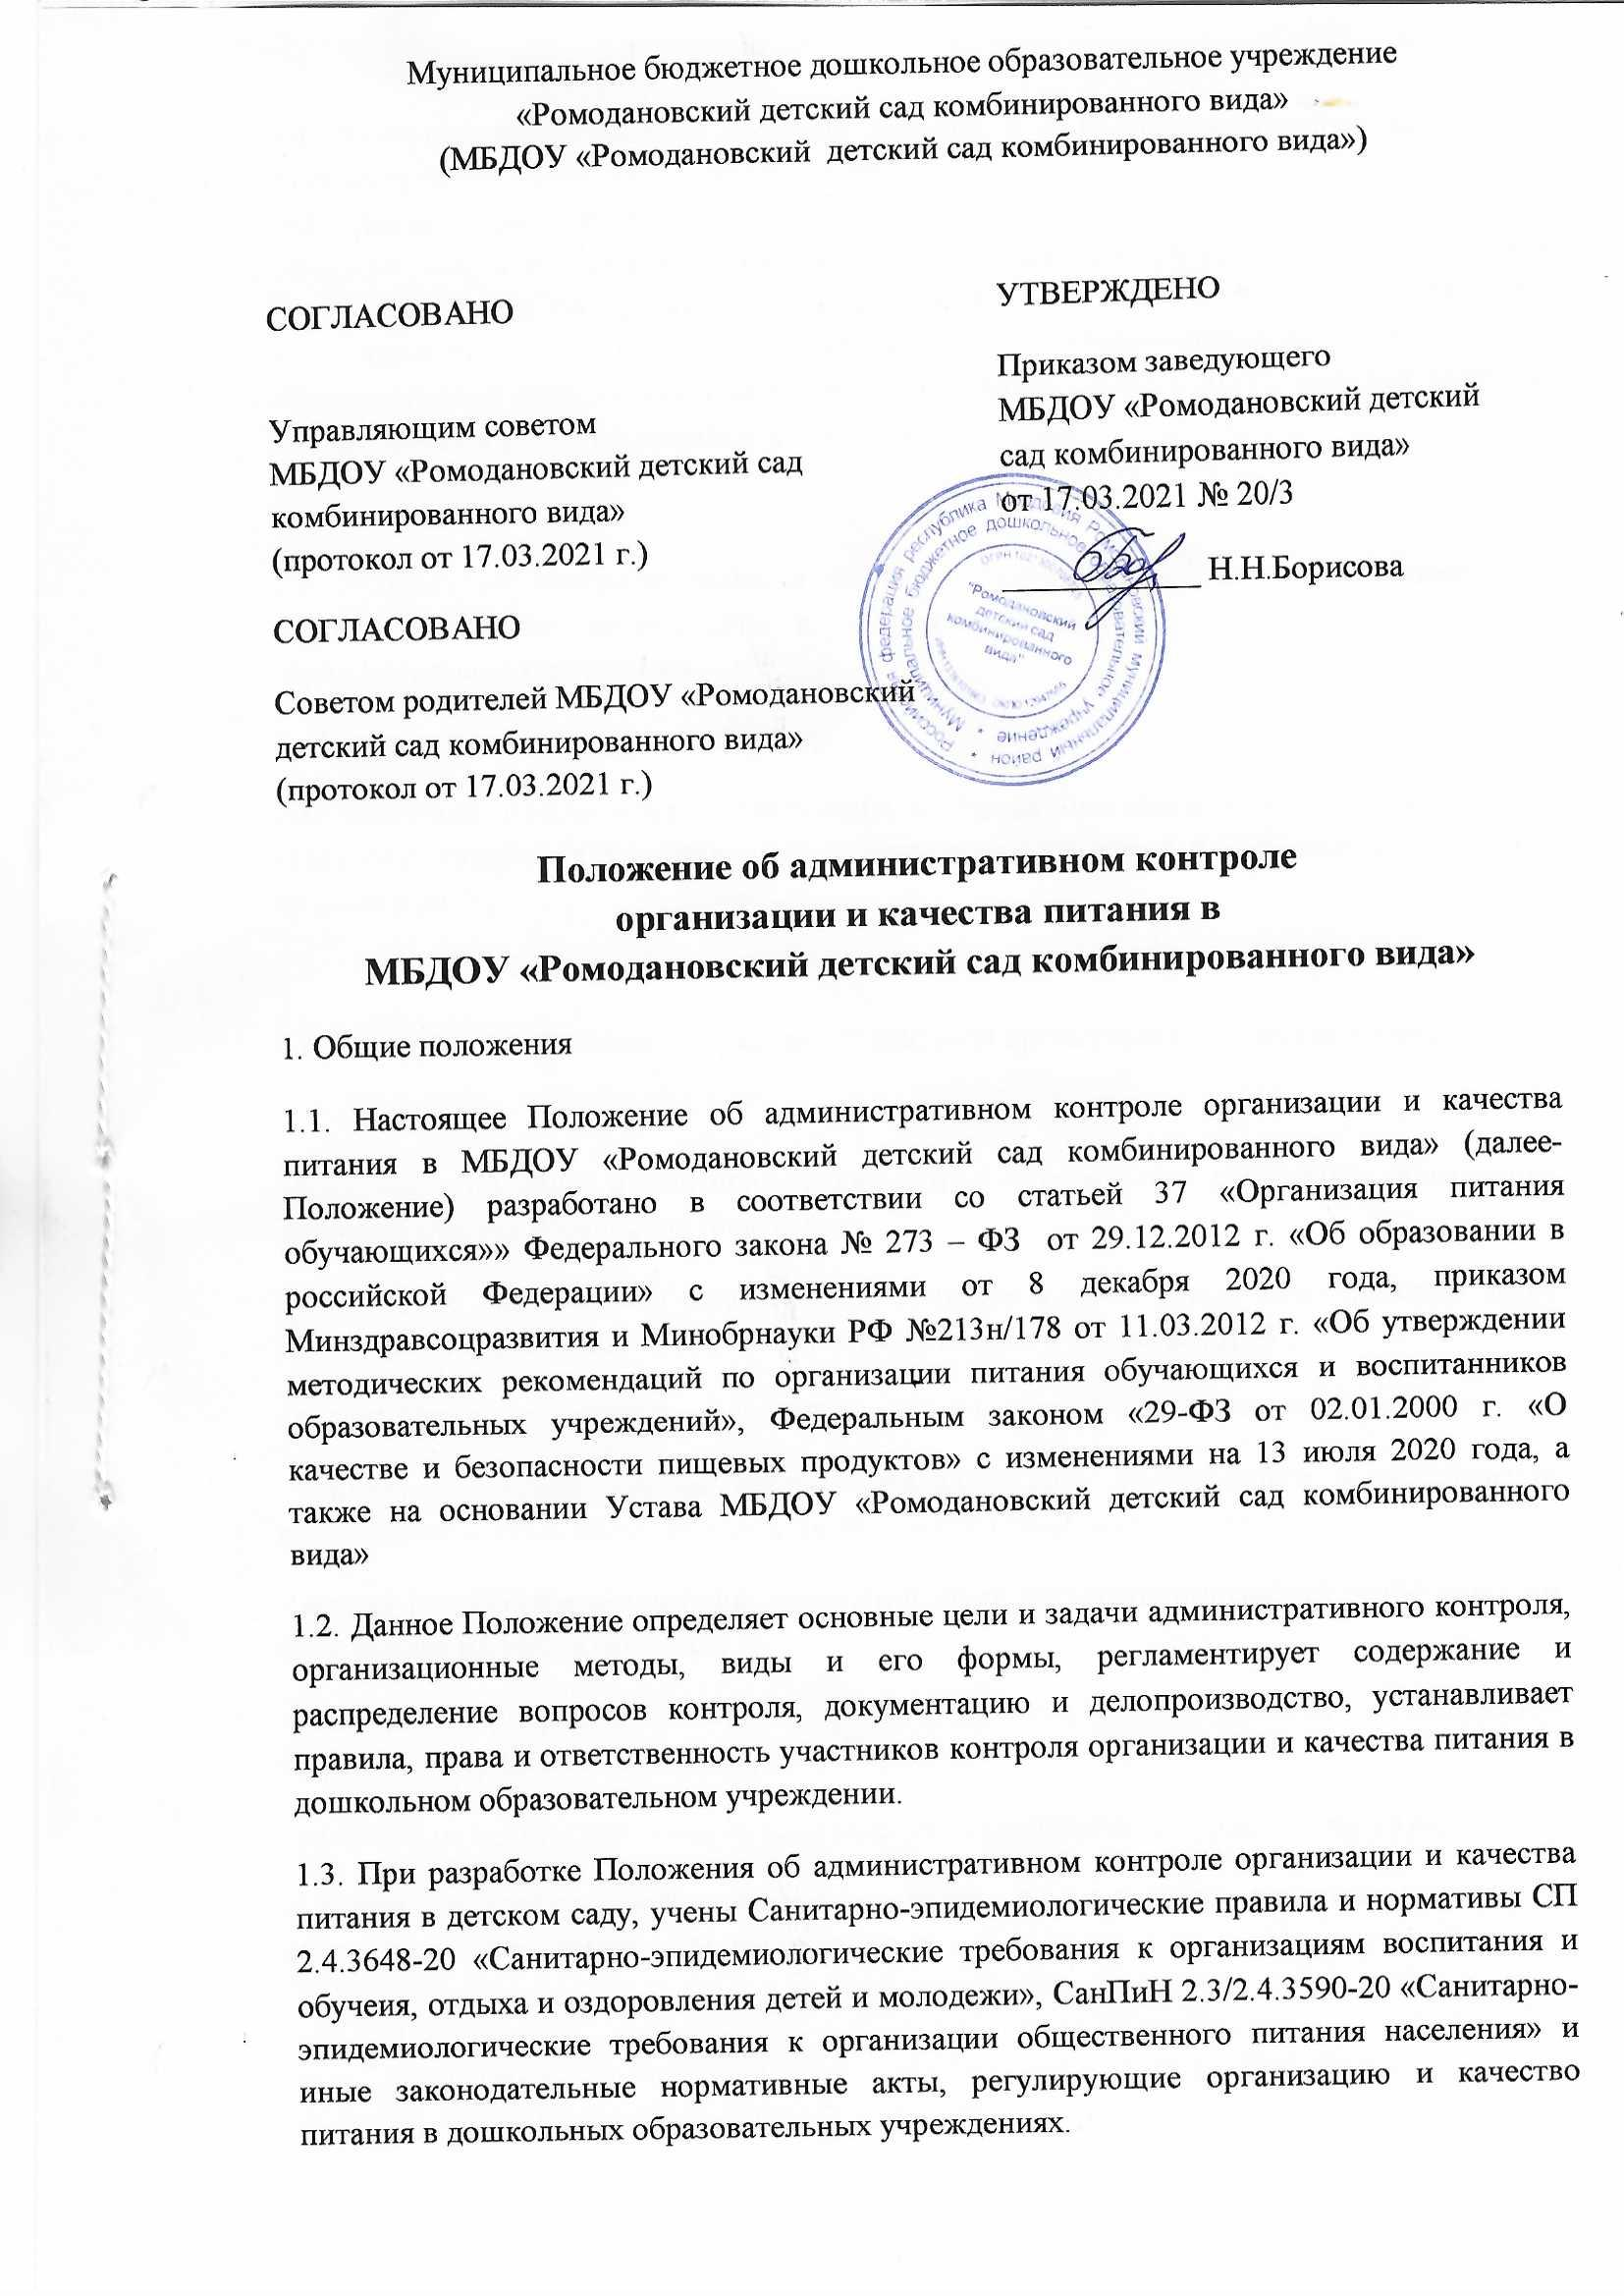 Муниципальное бюджетное дошкольное образовательное учреждение
«Ромодановский детский сад комбинированного вида»
(МБДОУ «Ромодановский детский сад комбинированного вида»)
СОГЛАСОВАНО
Управляющим советом
МБДОУ «Ромодановский детский сад
комбинированного вида»
(протокол от 17.03.2021 г.)
СОГЛАСОВАНО
Советом родителей МБДОУ «Ромодановский
детский сад комбинированного вида»
(протокол от 17.03.2021 г.)
УТВЕРЖДЕНО
Приказом заведующего
МБДОУ «Ромодановский детский
сад комбинированного вида»
от 17.03.2021 № 20/3
Н.Н.Борисова
"Ромодановский
детский сад
комбинированного
вида"
Положение об административном контроле
организации и качества питания в
МБДОУ «Ромодановский детский сад комбинированного вида»
1. Общие положения
1.1. Настоящее Положение об административном контроле организации и качества
питания в МБДОУ «Ромодановский детский сад комбинированного вида» (далее-
Положение) разработано в соответствии со статьей 37 «Организация питания
обучающихся»» Федерального закона № 273 – ФЗ от 29.12.2012 г. «Об образовании в
российской Федерации» с изменениями от 8 декабря 2020 года, приказом
Минздравсоцразвития и Минобрнауки РФ №213н/178 от 11.03.2012 г. «Об утверждении
методических рекомендаций по организации питания обучающихся и воспитанников
образовательных учреждений», Федеральным законом «29-ФЗ от 02.01.2000 г. «О
качестве и безопасности пищевых продуктов» с изменениями на 13 июля 2020 года, а
также на основании Устава МБДОУ «Ромодановский детский сад комбинированного
вида»
1.2. Данное Положение определяет основные цели и задачи административного контроля,
организационные методы, виды и его формы, регламентирует содержание и
распределение вопросов контроля, документацию и делопроизводство, устанавливает
правила, права и ответственность участников контроля организации и качества питания в
дошкольном образовательном учреждении.
1.3. При разработке Положения об административном контроле организации и качества
питания в детском саду, учены Санитарно-эпидемиологические правила и нормативы СП
2.4.3648-20 «Санитарно-эпидемиологические требования к организациям воспитания и
обучеия, отдыха и оздоровления детей и молодежи», СанПиН 2.3/2.4.3590-20 «Санитарно-
эпидемиологические требования к организации общественного питания населения» и
иные законодательные нормативные акты, регулирующие организацию и качество
питания в дошкольных образовательных учреждениях.